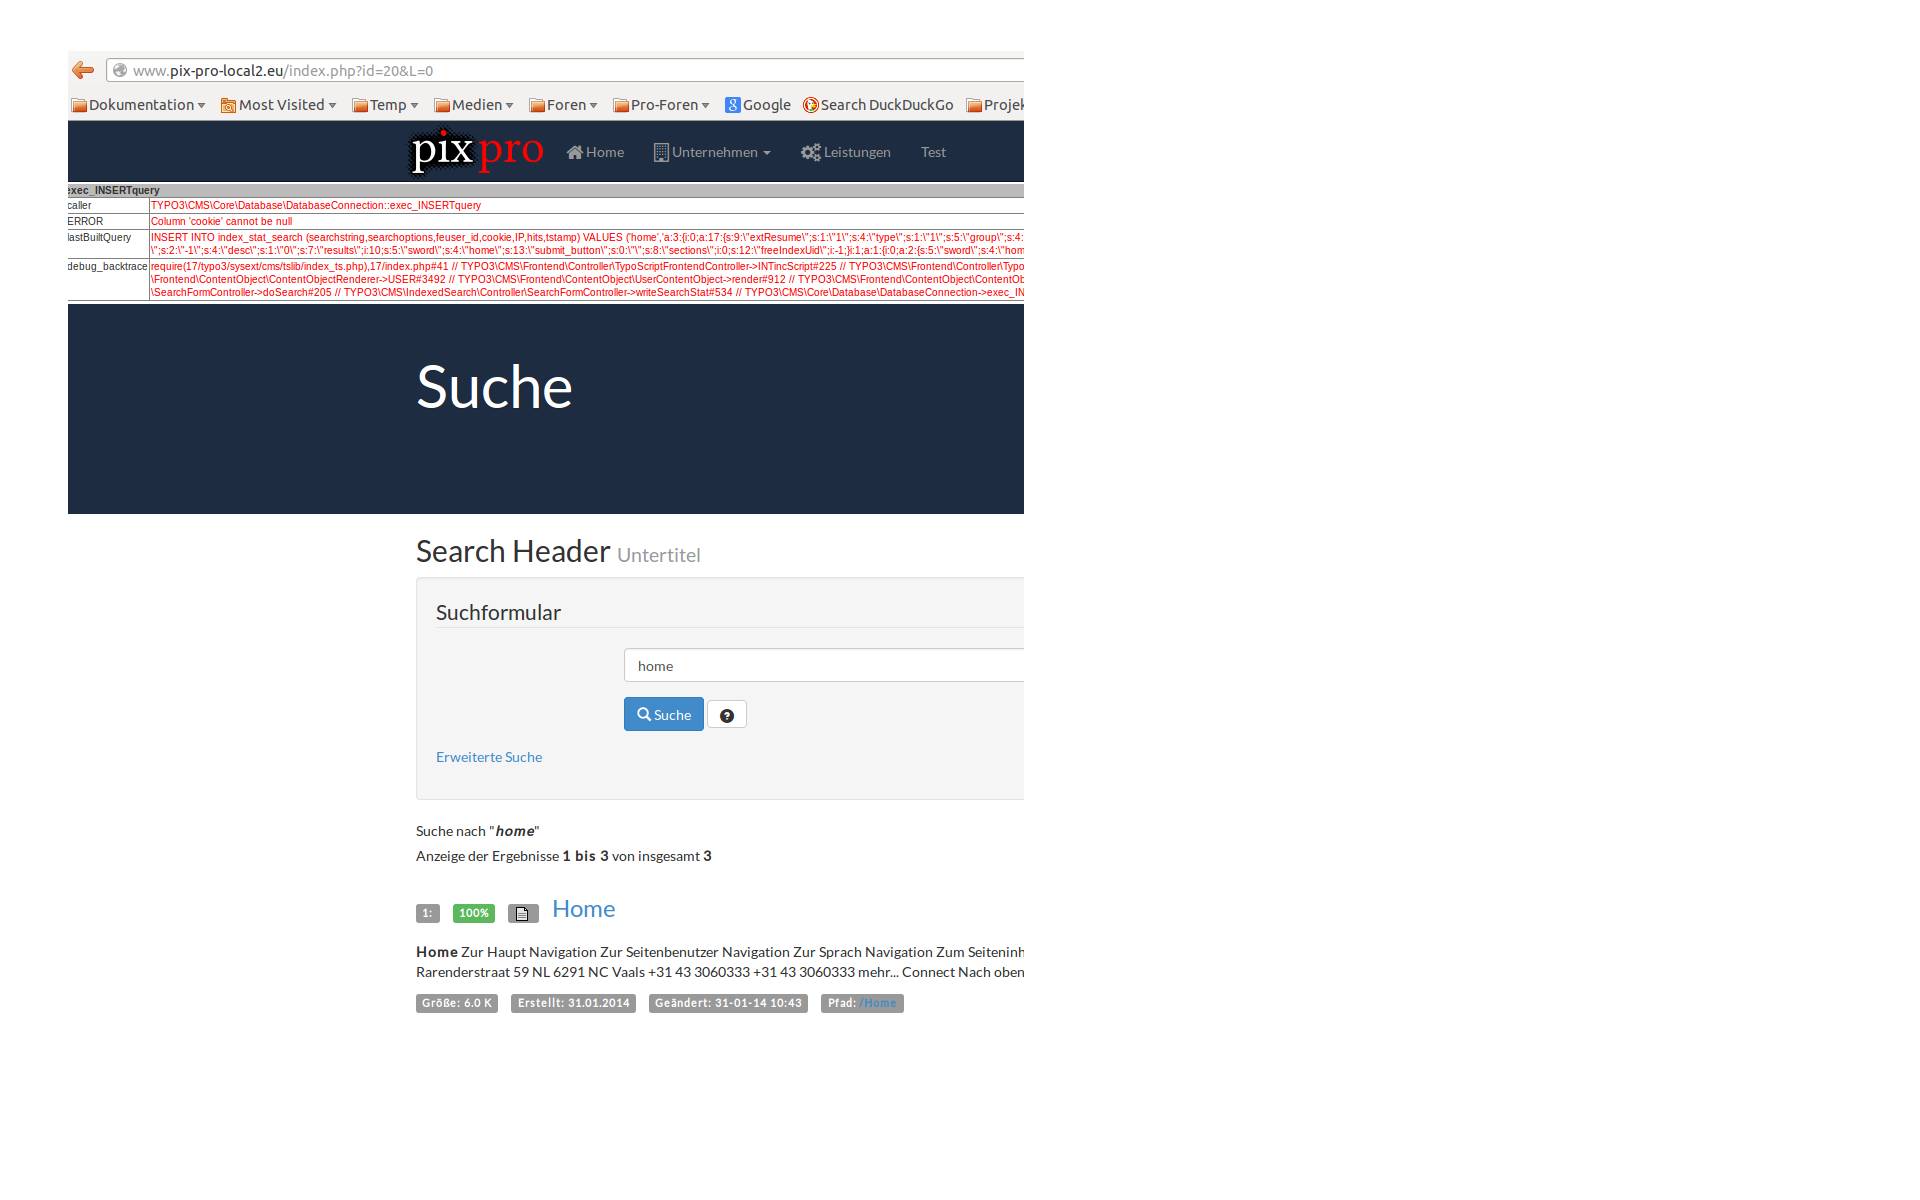 www.pix-pro-local2.eu/index.php?id=20&L=0
Dokumentation Most Visited Temp Medien Foren Pro-Foren Google Search DuckDuckGo Projek
pixpro Home Unternehmen Leistungen Test
exec_INSERTquery
caller TYPO3\CMS\Core\Database\DatabaseConnection::exec_INSERTquery
ERROR Column 'cookie' cannot be null
lastBuiltQuery INSERT INTO index_stat_search (searchstring,searchoptions,feuser_id,cookie,IP,hits,tstamp) VALUES ('home','a:3:{i:0;a:17:{s:9:\"extResume\";s:1:\"1\";s:4:\"type\";s:1:\"1\";s:5:\"group\";s:4:
\";s:2:\"-1\";s:4:\"desc\";s:1:\"0\";s:7:\"results\";i:10;s:5:\"sword\";s:4:\"home\";s:13:\"submit_button\";s:0:\"\";s:8:\"sections\";i:0;s:12:\"freeIndexUid\";i:-1;}i:1;a:1:{i:0;a:2:{s:5:\"sword\";s:4:\"hom
debug_backtrace require(17/typo3/sysext/cms/tslib/index_ts.php),17/index.php#41 // TYPO3\CMS\Frontend\Controller\TypoScriptFrontendController->INTincScript#225 // TYPO3\CMS\Frontend\Controller\Typo
\Frontend\ContentObject\ContentObjectRenderer->USER#3492 // TYPO3\CMS\Frontend\ContentObject\UserContentObject->render#912 // TYPO3\CMS\Frontend\ContentObject\ContentOb
\SearchFormController->doSearch#205 // TYPO3\CMS\IndexedSearch\Controller\SearchFormController->writeSearchStat#534 // TYPO3\CMS\Core\Database\DatabaseConnection->exec_IN
Suche
Search Header Untertitel
Suchformular
home
Suche
Erweiterte Suche
Suche nach "home"
Anzeige der Ergebnisse 1 bis 3 von insgesamt 3
1: 100% Home
Home Zur Haupt Navigation Zur Seitenbenutzer Navigation Zur Sprach Navigation Zum Seiteninh
Rarenderstraat 59 NL 6291 NC Vaals +31 43 3060333 +31 43 3060333 mehr... Connect Nach oben
Größe: 6.0 K Erstellt: 31.01.2014 Geändert: 31-01-14 10:43 Pfad: /Home